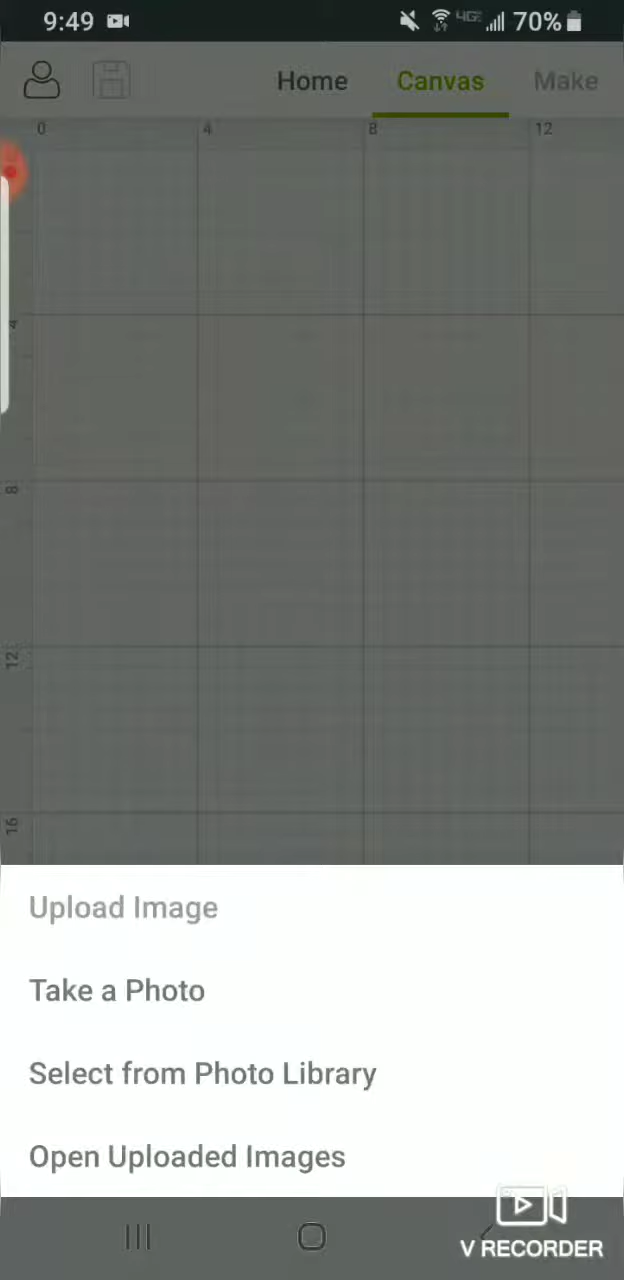 9:49 4GE 70%
Home Canvas Make
0 4 8 12
4
8
12
16
Upload Image
Take a Photo
Select from Photo Library
Open Uploaded Images
V RECORDER